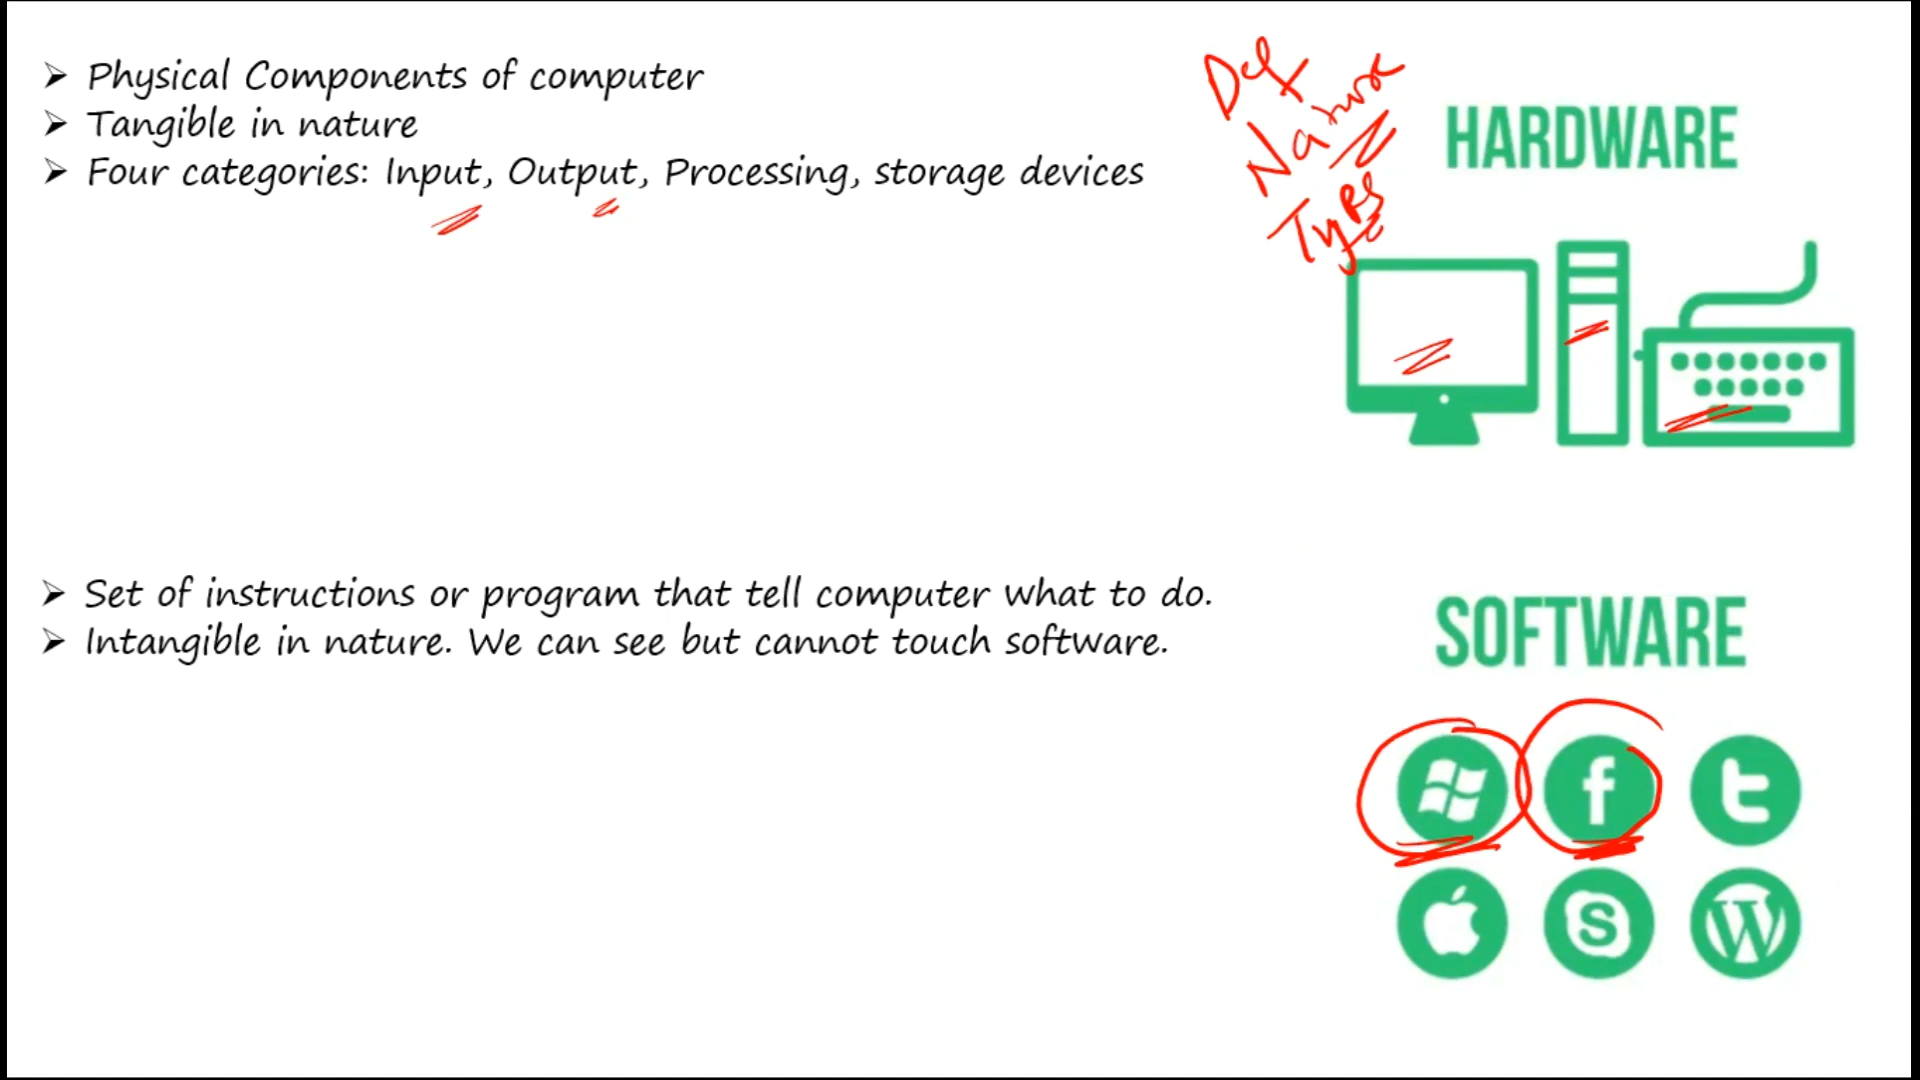 ➢ Physical Components of computer
➢ Tangible in nature
➢ Four categories: Input, Output, Processing, storage devices
Def
Nature
Types
HARDWARE
➢ Set of instructions or program that tell computer what to do.
➢ Intangible in nature. We can see but cannot touch software.
SOFTWARE